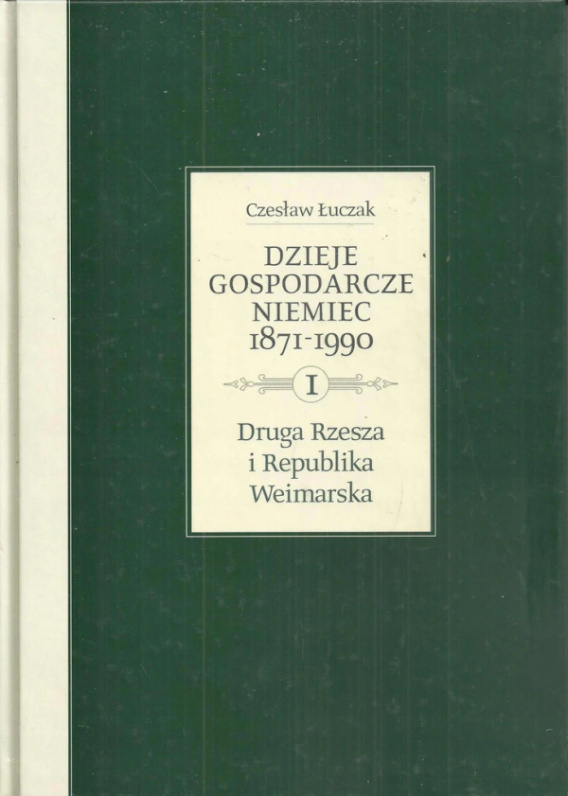 Czesław Łuczak
DZIEJE
GOSPODARCZE
NIEMIEC
1871-1990
I
Druga Rzesza
i Republika
Weimarska